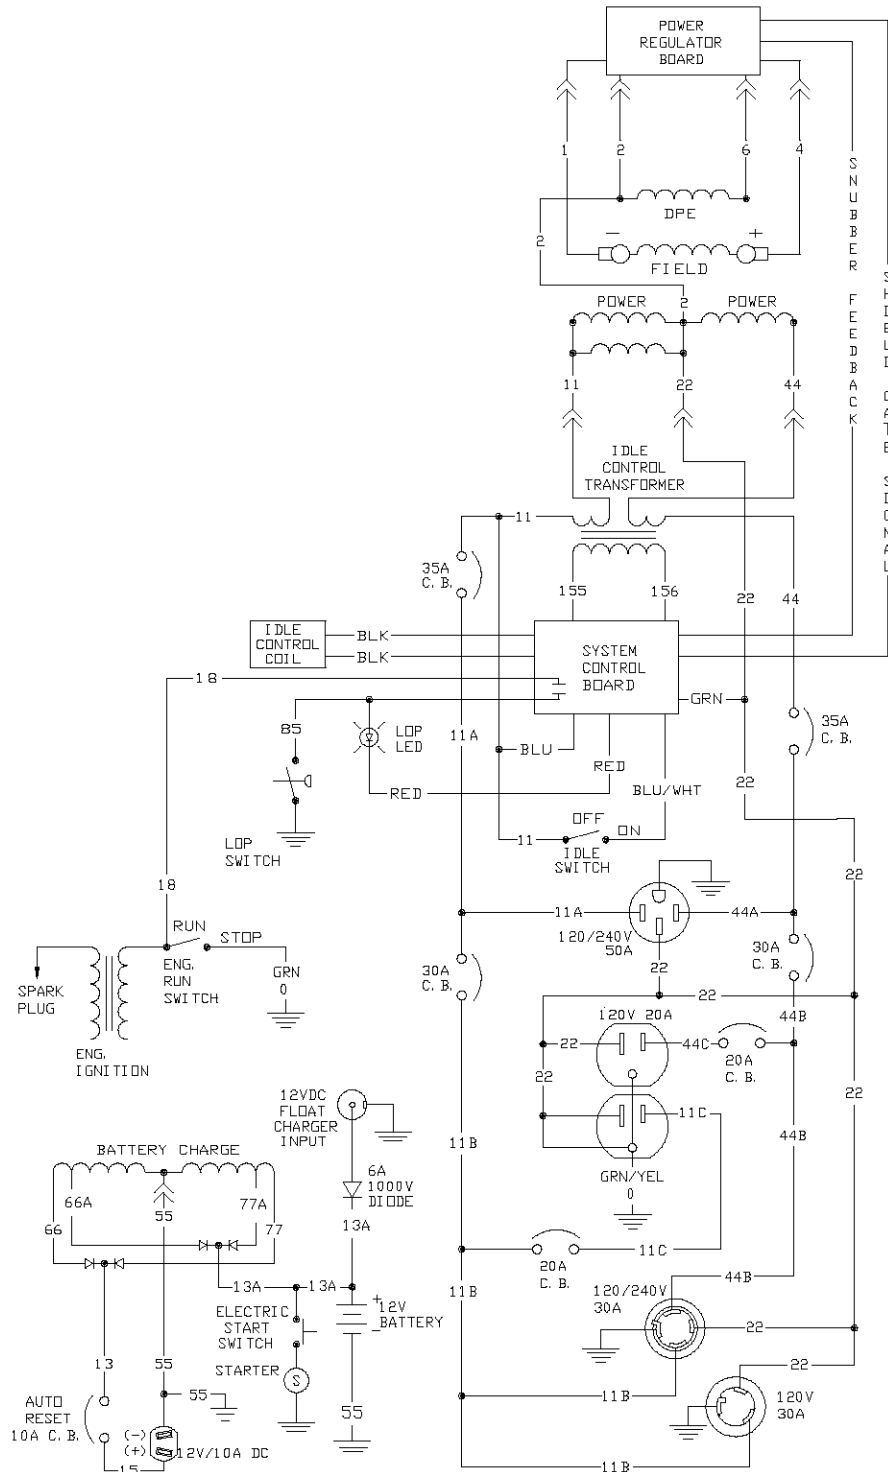 POWER
REGULATOR
BOARD
1
2
6
4
DPE
2
-
+
FIELD
SNUBBER FEEDBACK
POWER
2
POWER
11
22
44
IDLE
CONTROL
TRANSFORMER
11
35A
C.B.
155
156
22
44
IDLE
CONTROL
COIL
BLK
BLK
SYSTEM
CONTROL
BOARD
18
GRN
85
LOP
LED
11A
35A
C.B.
BLU
RED
RED
BLU/WHT
22
OFF
ON
11
IDLE
SWITCH
LOP
SWITCH
22
18
RUN
STOP
11A
44A
120/240V
50A
30A
C.B.
SPARK
PLUG
ENG.
RUN
SWITCH
GRN
0
30A
C.B.
22
22
44B
120V 20A
22
44C
20A
C.B.
ENG.
IGNITION
22
22
12VDC
FLOAT
CHARGER
INPUT
11C
11B
44B
BATTERY CHARGE
6A
1000V
DIODE
GRN/YEL
0
66A
77A
66
55
77
13A
11C
20A
C.B.
13A
13A
11B
44B
120/240V
30A
ELECTRIC
START
SWITCH
+
12V
BATTERY
-
22
13
55
STARTER
S
22
AUTO
RESET
10A C.B.
55
55
11B
120V
30A
(-)
(+)
12V/10A DC
15
11B